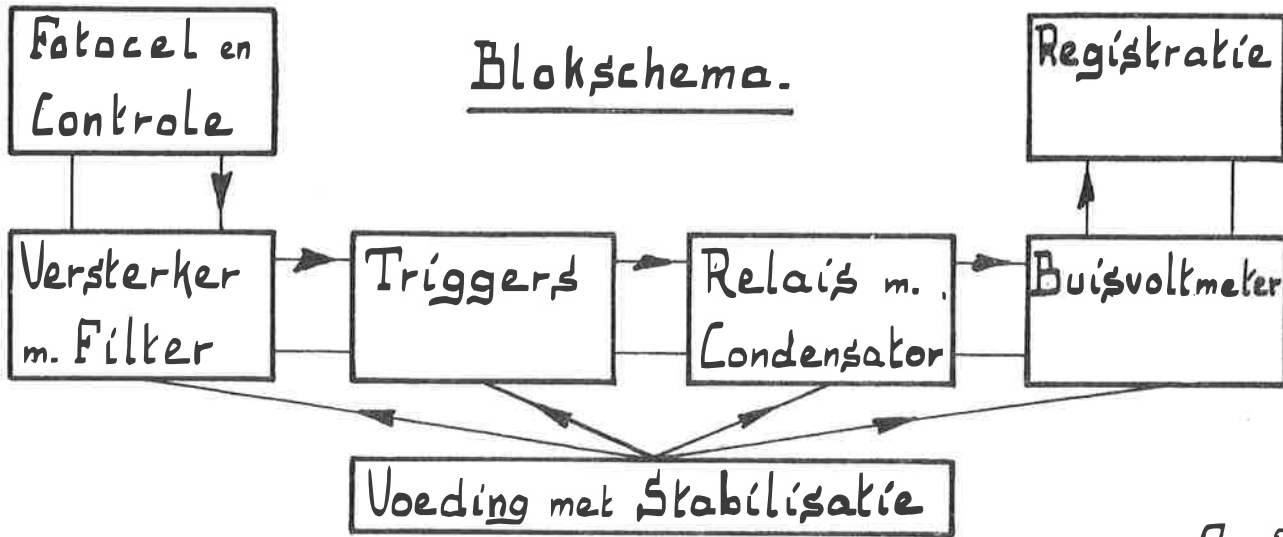 Fotocel en
Controle
Blokschema.
Registratie
Versterker
m. Filter
Triggers
Relais m.
Condensator
Buisvoltmeter
Voeding met Stabilisatie